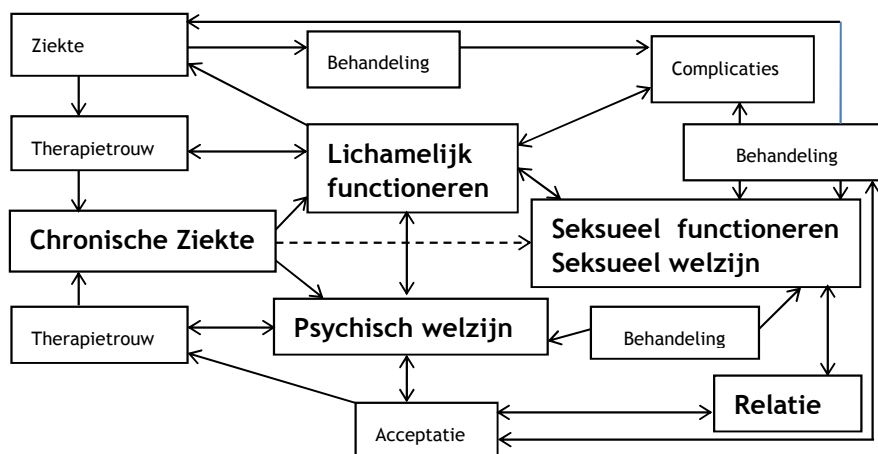 Ziekte
Behandeling
Complicaties
Therapietrouw
Lichamelijk
functioneren
Behandeling
Chronische Ziekte
Seksueel functioneren
Seksueel welzijn
Therapietrouw
Psychisch welzijn
Behandeling
Relatie
Acceptatie